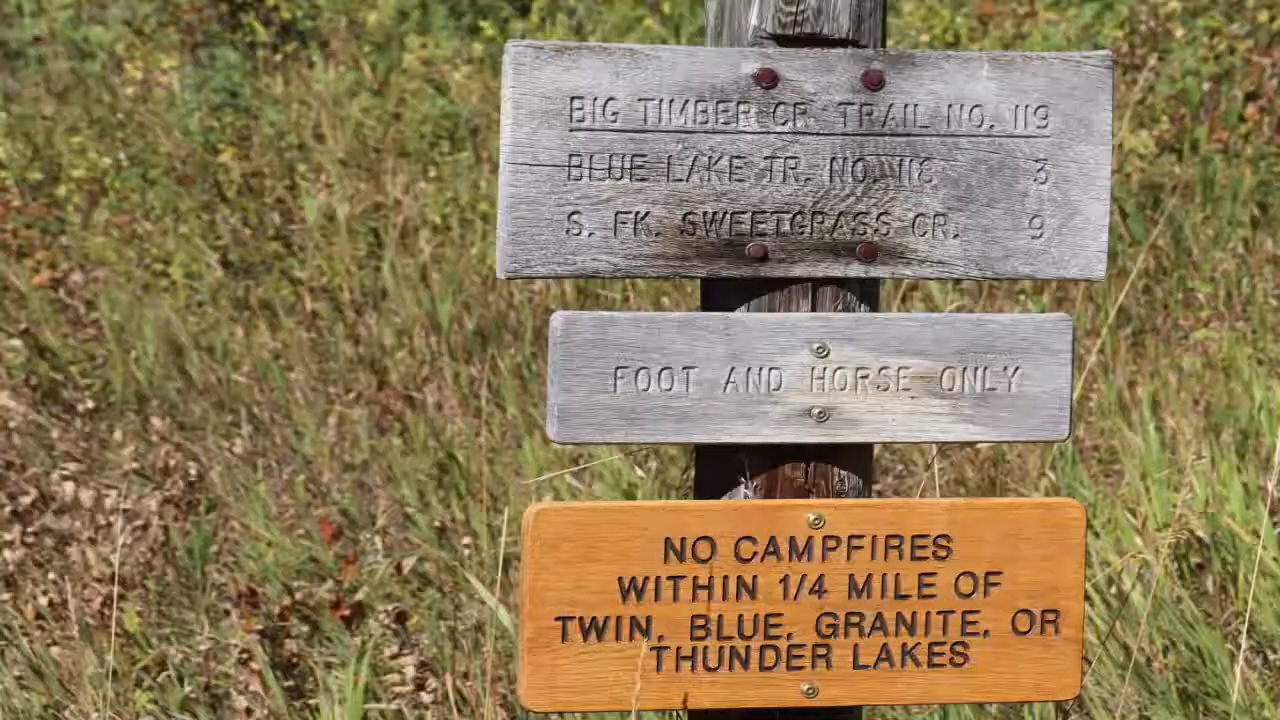 BIG TIMBER CR. TRAIL NO. 119
BLUE LAKE TR. NO. 118 3
S. FK. SWEETGRASS CR. 9
FOOT AND HORSE ONLY
NO CAMPFIRES
WITHIN 1/4 MILE OF
TWIN, BLUE, GRANITE, OR
THUNDER LAKES